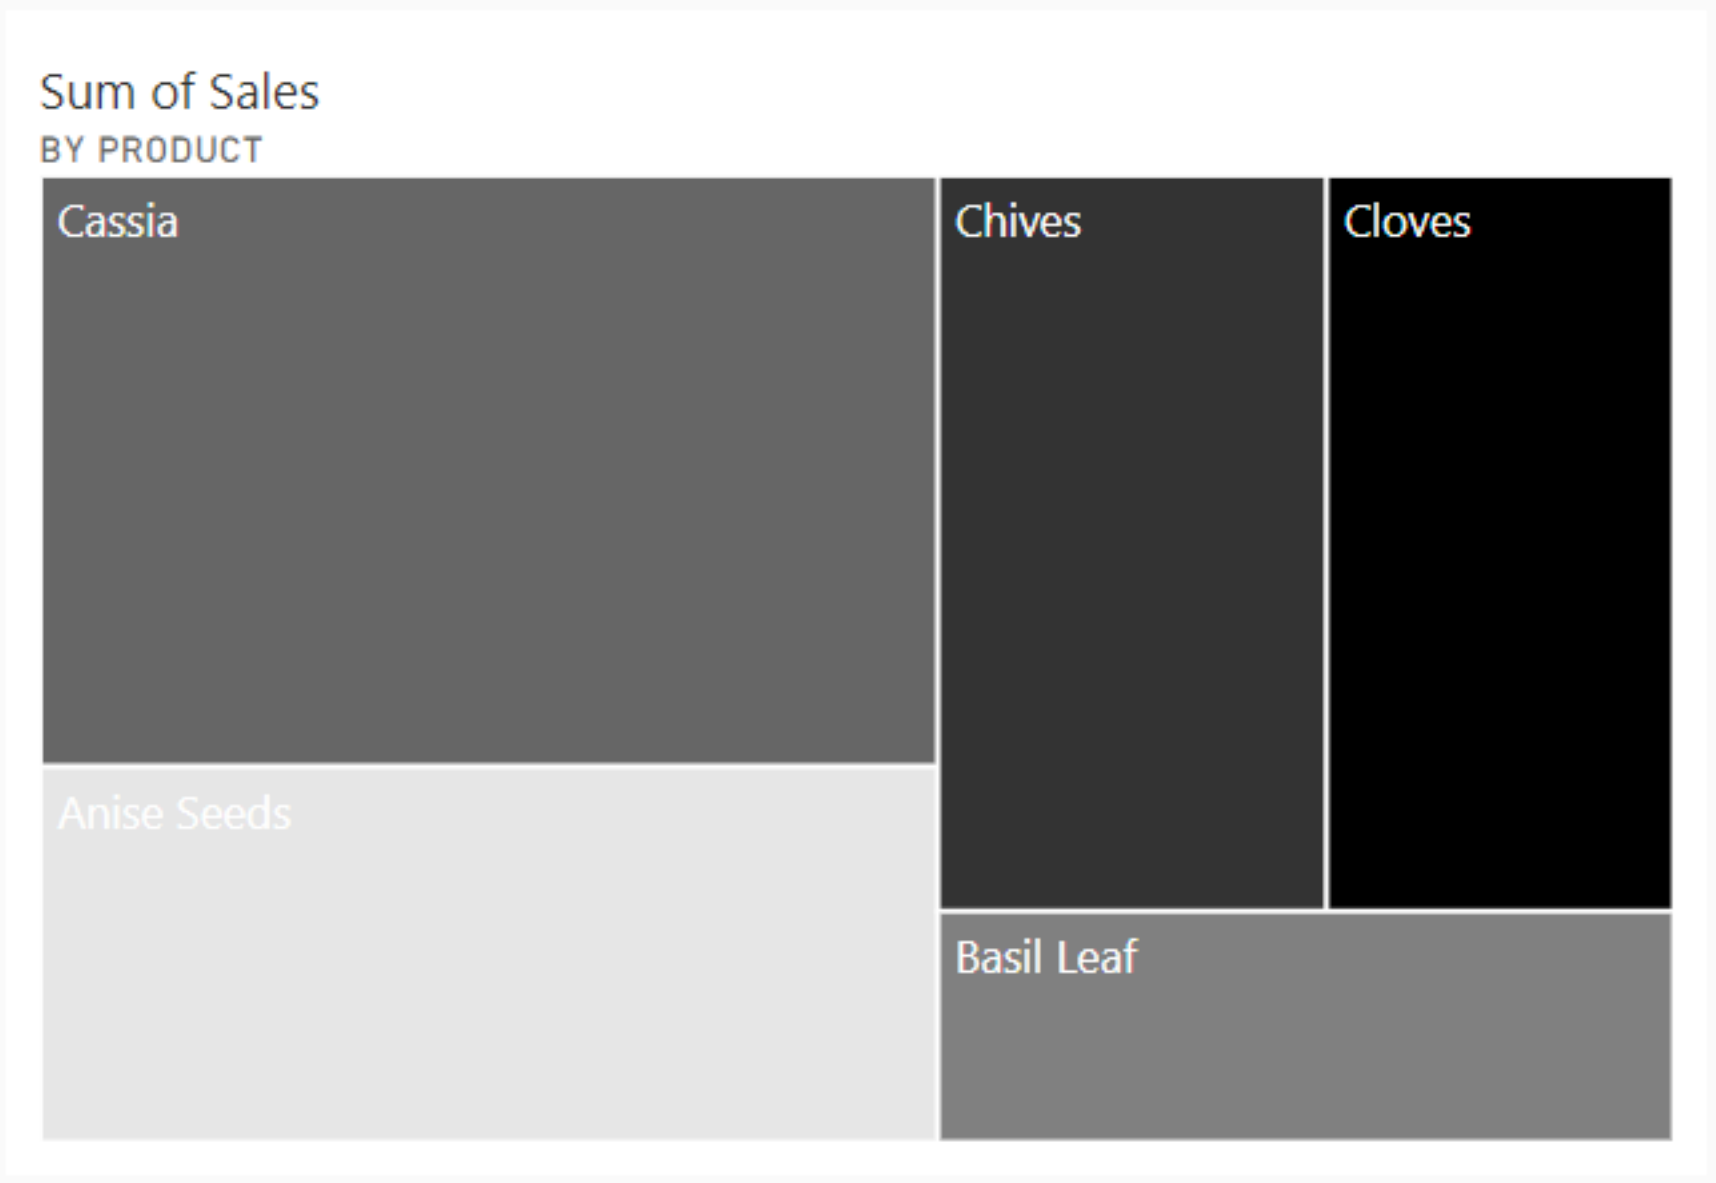 Sum of Sales
BY PRODUCT
Cassia
Chives
Cloves
Anise Seeds
Basil Leaf